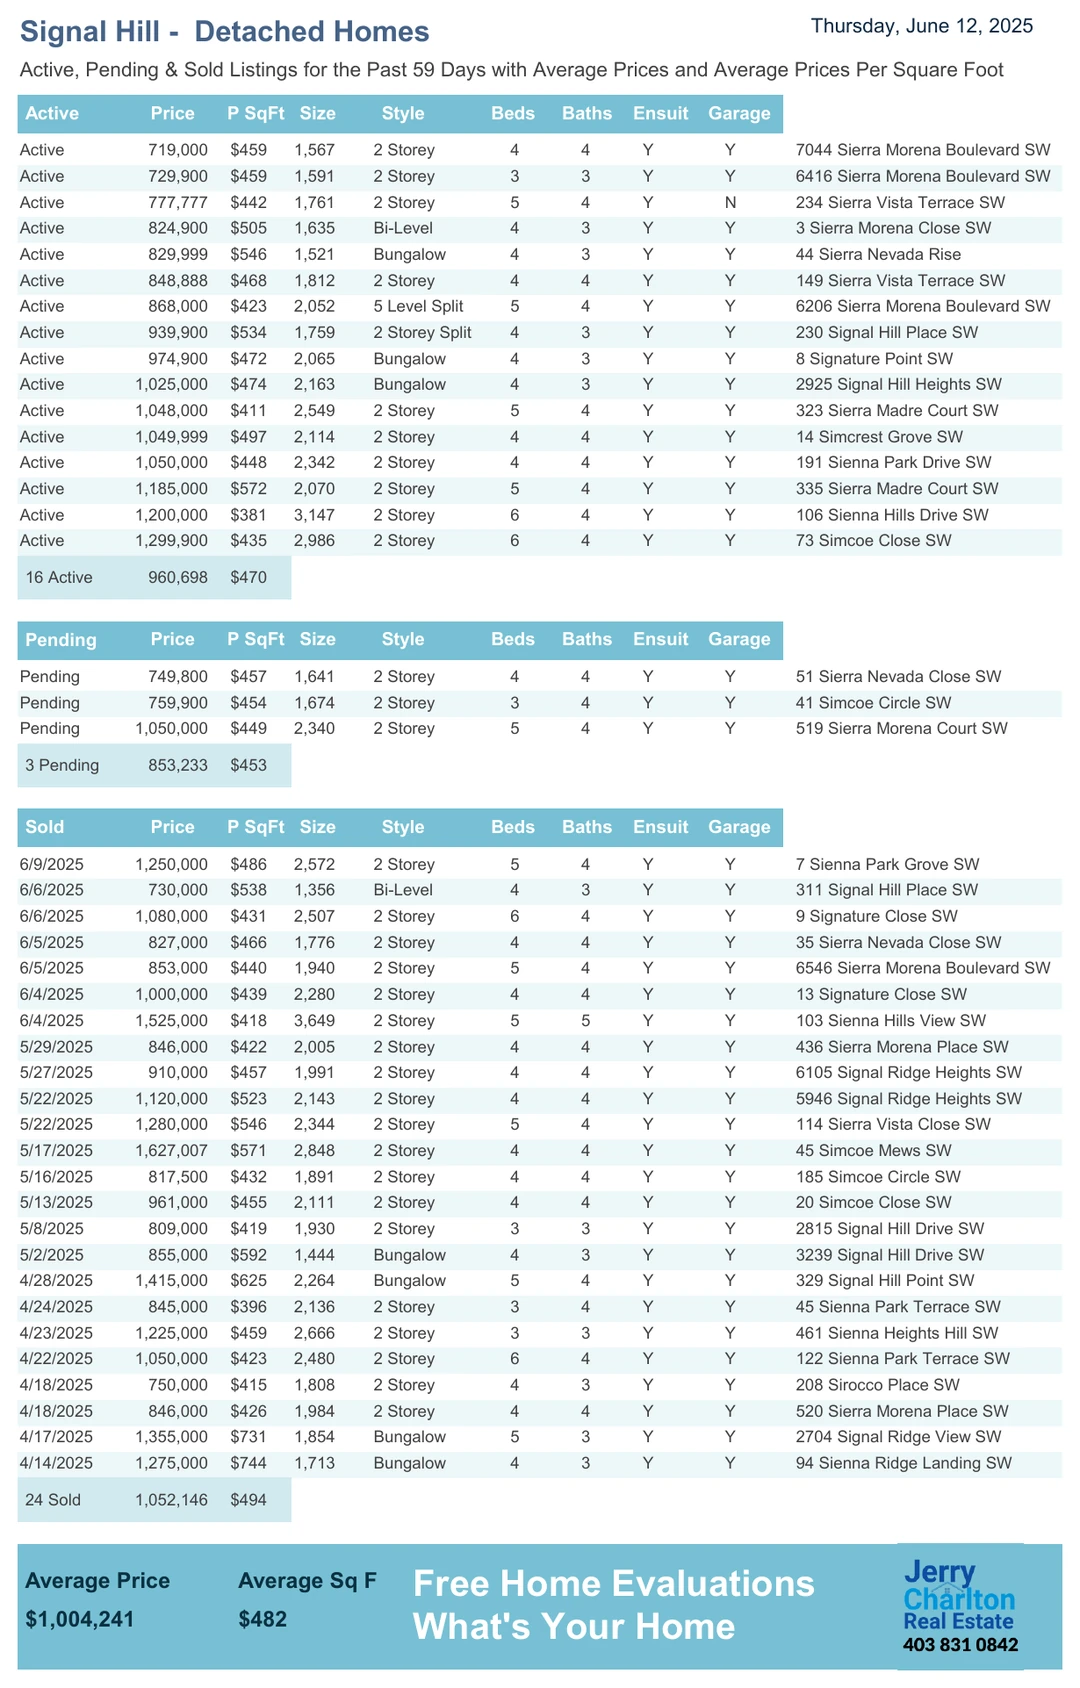 Signal Hill -  Detached Homes
Thursday, June 12, 2025
Active, Pending & Sold Listings for the Past 59 Days with Average Prices and Average Prices Per Square Foot
Active Price P SqFt Size Style Beds Baths Ensuit Garage
Active 719,000 $459 1,567 2 Storey 4 4 Y Y 7044 Sierra Morena Boulevard SW
Active 729,900 $459 1,591 2 Storey 3 3 Y Y 6416 Sierra Morena Boulevard SW
Active 777,777 $442 1,761 2 Storey 5 4 Y N 234 Sierra Vista Terrace SW
Active 824,900 $505 1,635 Bi-Level 4 3 Y Y 3 Sierra Morena Close SW
Active 829,999 $546 1,521 Bungalow 4 3 Y Y 44 Sierra Nevada Rise
Active 848,888 $468 1,812 2 Storey 4 4 Y Y 149 Sierra Vista Terrace SW
Active 868,000 $423 2,052 5 Level Split 5 4 Y Y 6206 Sierra Morena Boulevard SW
Active 939,900 $534 1,759 2 Storey Split 4 3 Y Y 230 Signal Hill Place SW
Active 974,900 $472 2,065 Bungalow 4 3 Y Y 8 Signature Point SW
Active 1,025,000 $474 2,163 Bungalow 4 3 Y Y 2925 Signal Hill Heights SW
Active 1,048,000 $411 2,549 2 Storey 5 4 Y Y 323 Sierra Madre Court SW
Active 1,049,999 $497 2,114 2 Storey 4 4 Y Y 14 Simcrest Grove SW
Active 1,050,000 $448 2,342 2 Storey 4 4 Y Y 191 Sienna Park Drive SW
Active 1,185,000 $572 2,070 2 Storey 5 4 Y Y 335 Sierra Madre Court SW
Active 1,200,000 $381 3,147 2 Storey 6 4 Y Y 106 Sienna Hills Drive SW
Active 1,299,900 $435 2,986 2 Storey 6 4 Y Y 73 Simcoe Close SW
16 Active 960,698 $470
Pending Price P SqFt Size Style Beds Baths Ensuit Garage
Pending 749,800 $457 1,641 2 Storey 4 4 Y Y 51 Sierra Nevada Close SW
Pending 759,900 $454 1,674 2 Storey 3 4 Y Y 41 Simcoe Circle SW
Pending 1,050,000 $449 2,340 2 Storey 5 4 Y Y 519 Sierra Morena Court SW
3 Pending 853,233 $453
Sold Price P SqFt Size Style Beds Baths Ensuit Garage
6/9/2025 1,250,000 $486 2,572 2 Storey 5 4 Y Y 7 Sienna Park Grove SW
6/6/2025 730,000 $538 1,356 Bi-Level 4 3 Y Y 311 Signal Hill Place SW
6/6/2025 1,080,000 $431 2,507 2 Storey 6 4 Y Y 9 Signature Close SW
6/5/2025 827,000 $466 1,776 2 Storey 4 4 Y Y 35 Sierra Nevada Close SW
6/5/2025 853,000 $440 1,940 2 Storey 5 4 Y Y 6546 Sierra Morena Boulevard SW
6/4/2025 1,000,000 $439 2,280 2 Storey 4 4 Y Y 13 Signature Close SW
6/4/2025 1,525,000 $418 3,649 2 Storey 5 5 Y Y 103 Sienna Hills View SW
5/29/2025 846,000 $422 2,005 2 Storey 4 4 Y Y 436 Sierra Morena Place SW
5/27/2025 910,000 $457 1,991 2 Storey 4 4 Y Y 6105 Signal Ridge Heights SW
5/22/2025 1,120,000 $523 2,143 2 Storey 4 4 Y Y 5946 Signal Ridge Heights SW
5/22/2025 1,280,000 $546 2,344 2 Storey 5 4 Y Y 114 Sierra Vista Close SW
5/17/2025 1,627,007 $571 2,848 2 Storey 4 4 Y Y 45 Simcoe Mews SW
5/16/2025 817,500 $432 1,891 2 Storey 4 4 Y Y 185 Simcoe Circle SW
5/13/2025 961,000 $455 2,111 2 Storey 4 4 Y Y 20 Simcoe Close SW
5/8/2025 809,000 $419 1,930 2 Storey 3 3 Y Y 2815 Signal Hill Drive SW
5/2/2025 855,000 $592 1,444 Bungalow 4 3 Y Y 3239 Signal Hill Drive SW
4/28/2025 1,415,000 $625 2,264 Bungalow 5 4 Y Y 329 Signal Hill Point SW
4/24/2025 845,000 $396 2,136 2 Storey 3 4 Y Y 45 Sienna Park Terrace SW
4/23/2025 1,225,000 $459 2,666 2 Storey 3 3 Y Y 461 Sienna Heights Hill SW
4/22/2025 1,050,000 $423 2,480 2 Storey 6 4 Y Y 122 Sienna Park Terrace SW
4/18/2025 750,000 $415 1,808 2 Storey 4 3 Y Y 208 Sirocco Place SW
4/18/2025 846,000 $426 1,984 2 Storey 4 4 Y Y 520 Sierra Morena Place SW
4/17/2025 1,355,000 $731 1,854 Bungalow 5 3 Y Y 2704 Signal Ridge View SW
4/14/2025 1,275,000 $744 1,713 Bungalow 4 3 Y Y 94 Sienna Ridge Landing SW
24 Sold 1,052,146 $494
Average Price Average Sq F
$1,004,241 $482
Free Home Evaluations
What's Your Home
Jerry
Charlton
Real Estate
403 831 0842